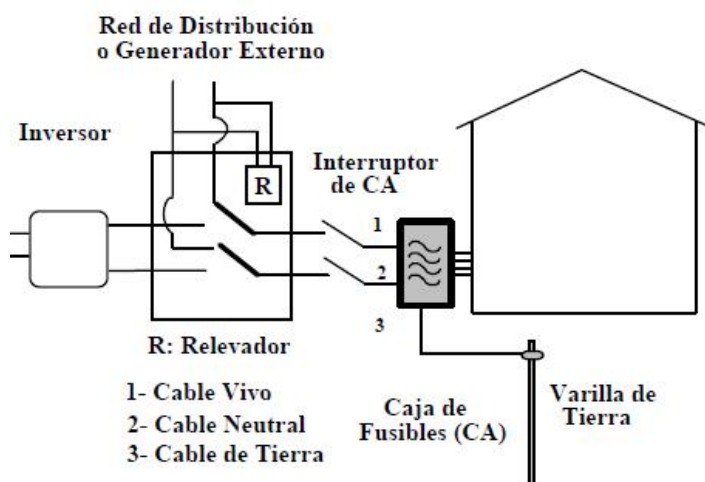 Red de Distribución
o Generador Externo
Inversor
R
Interruptor
de CA
1
2
3
R: Relevador
1- Cable Vivo
2- Cable Neutral
3- Cable de Tierra
Caja de
Fusibles (CA)
Varilla de
Tierra